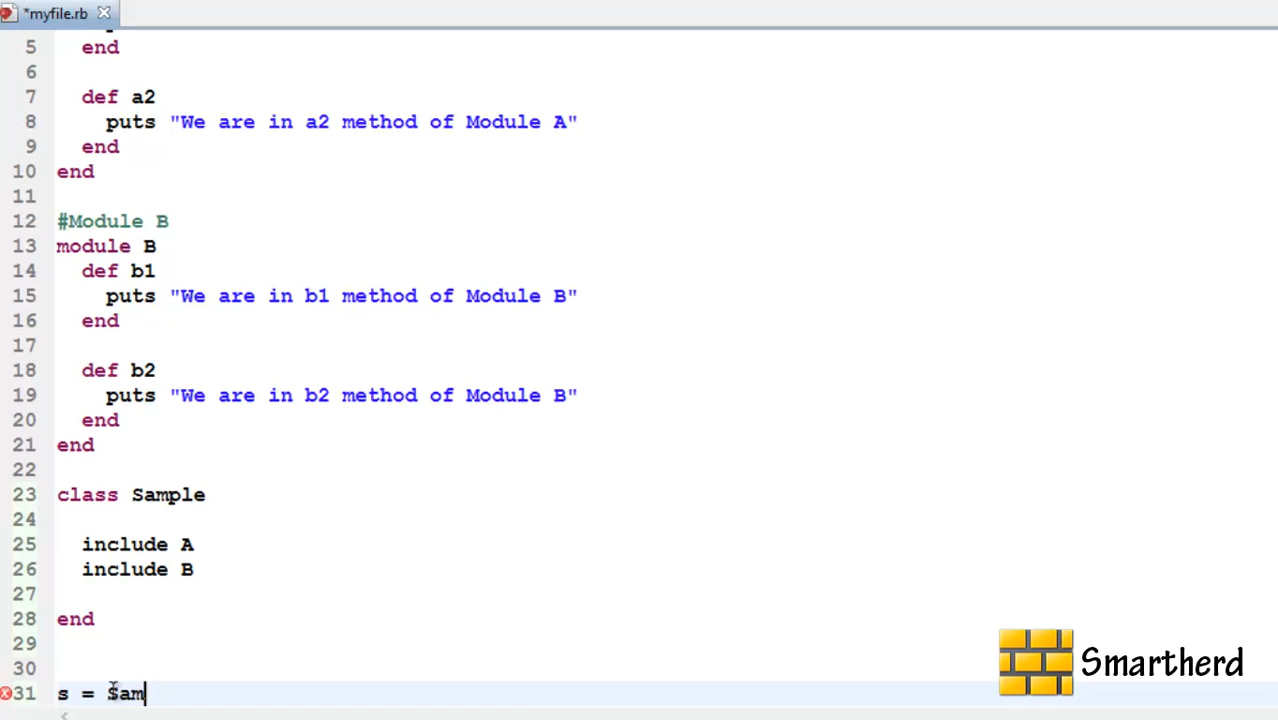 *myfile.rb
5 end
6
7 def a2
8 puts "We are in a2 method of Module A"
9 end
10 end
11
12 #Module B
13 module B
14 def b1
15 puts "We are in b1 method of Module B"
16 end
17
18 def b2
19 puts "We are in b2 method of Module B"
20 end
21 end
22
23 class Sample
24
25 include A
26 include B
27
28 end
29
30
31 s = Sam
Smartherd